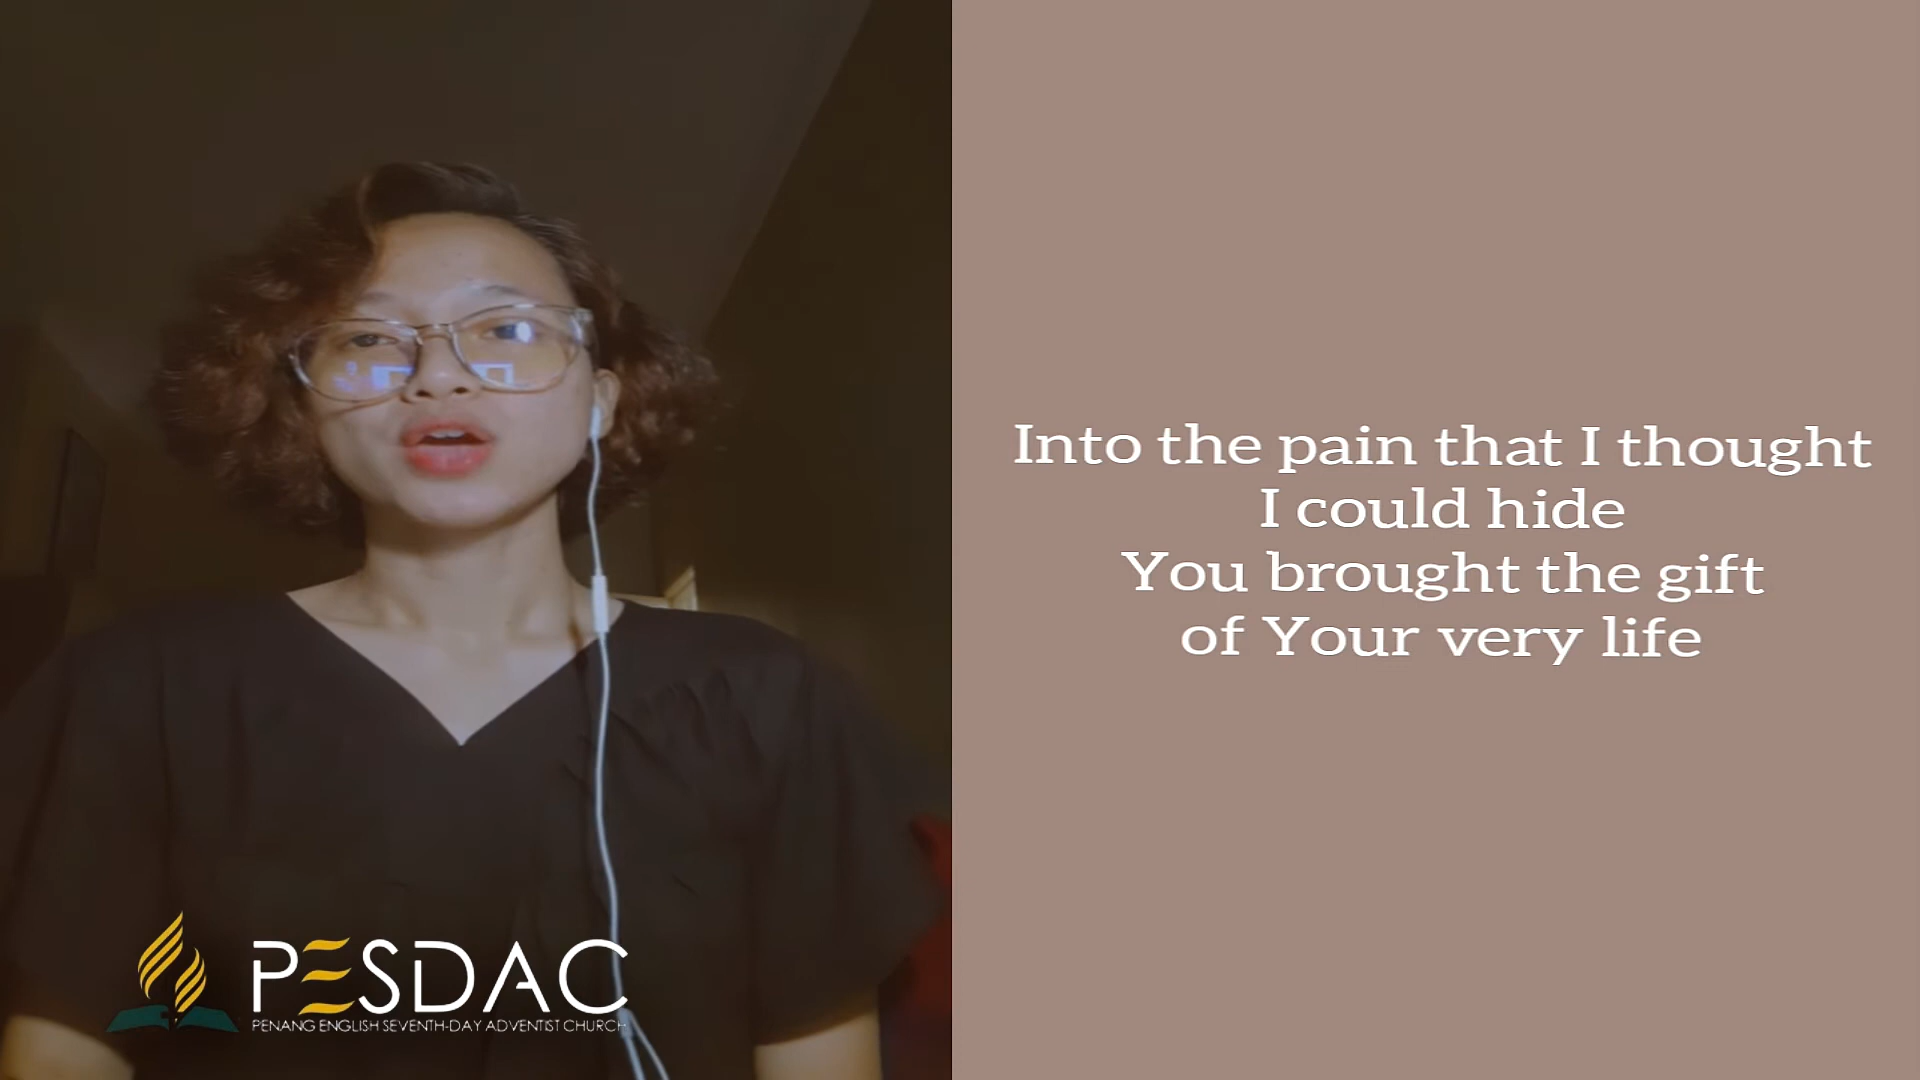 Into the pain that I thought
I could hide
You brought the gift
of Your very life
PESDAC
PENANG ENGLISH SEVENTH-DAY ADVENTIST CHURCH